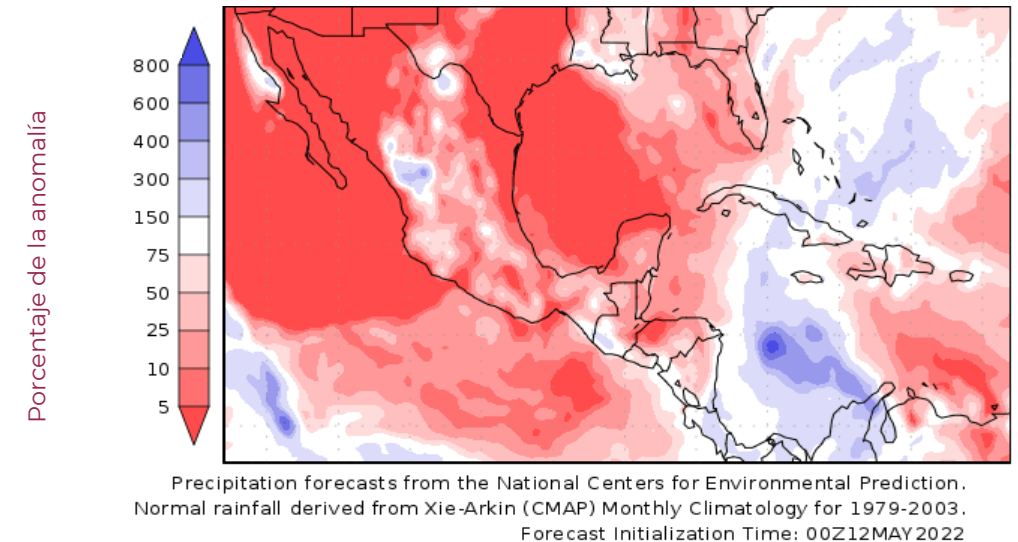 Porcentaje de la anomalía
800
600
400
300
150
75
50
25
10
5
Precipitation forecasts from the National Centers for Environmental Prediction.
Normal rainfall derived from Xie-Arkin (CMAP) Monthly Climatology for 1979-2003.
Forecast Initialization Time: 00Z12MAY2022